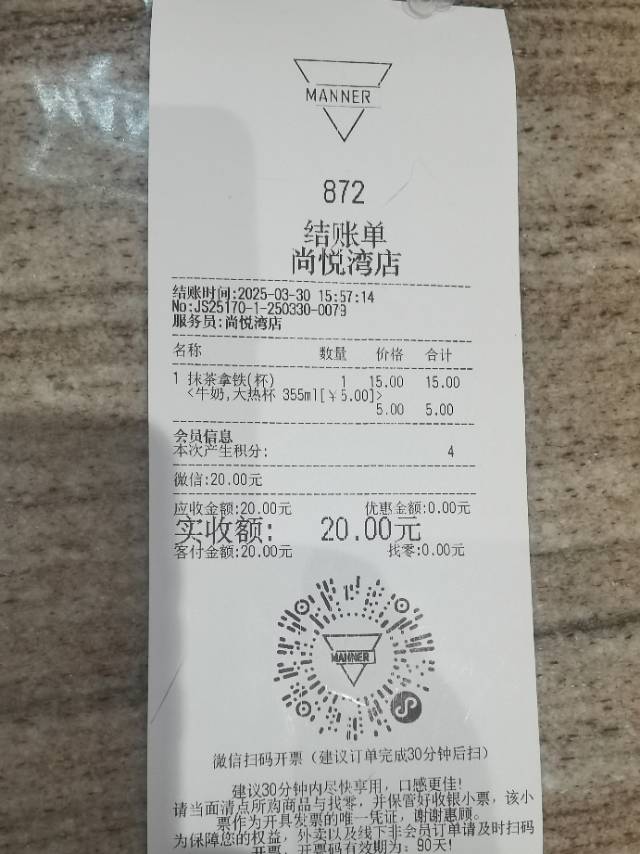 MANNER
872
结账单
尚悦湾店
结账时间:2025-03-30 15:57:14
No:JS25170-1-250330-0079
服务员:尚悦湾店
名称 数量 价格 合计
1 抹茶拿铁(杯) 1 15.00 15.00
<牛奶,大热杯 355ml[￥5.00]>
5.00 5.00
会员信息
本次产生积分: 4
微信:20.00元
应收金额:20.00元 优惠金额:0.00元
实收额: 20.00元
客付金额:20.00元 找零:0.00元
MANNER
微信扫码开票（建议订单完成30分钟后扫）
建议30分钟内尽快享用，口感更佳!
请当面清点所购商品与找零，并保管好收银小票，该小
票作为开具发票的唯一凭证，谢谢惠顾。
为保障您的权益，外卖以及线下非会员订单请及时扫码
开票，开票码有效期为：90天!